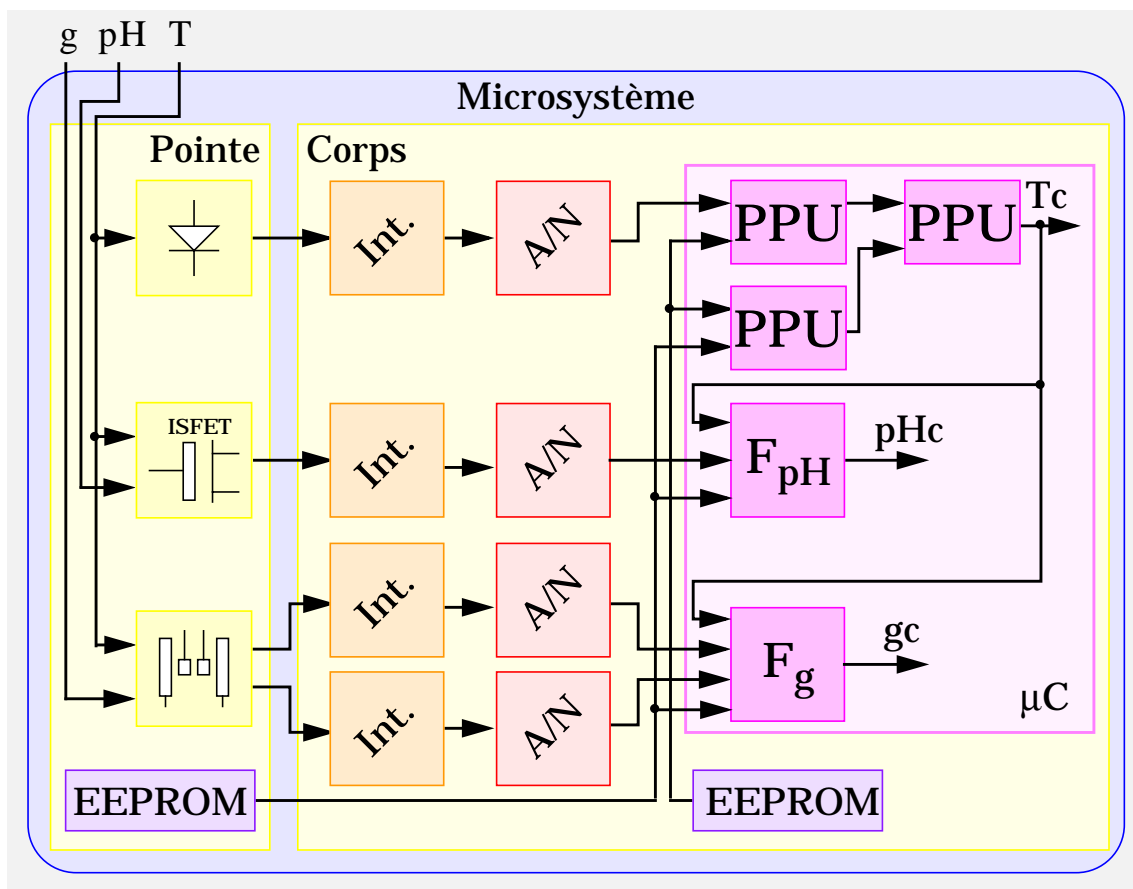 g pH T
Microsystème
Pointe
Corps
Int.
A/N
PPU
PPU
Tc
PPU
ISFET
Int.
A/N
FpH
pHc
Int.
A/N
Int.
A/N
Fg
gc
µC
EEPROM
EEPROM